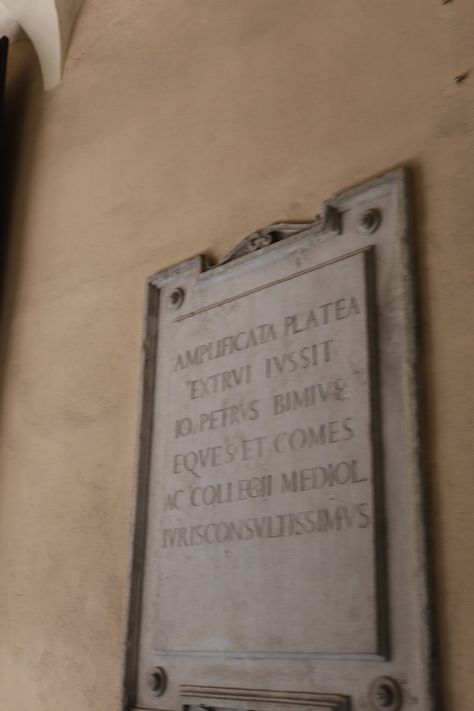 AMPLIFICATA PLATEA
EXTRVI IVSSIT
IO. PETRVS BIMIVS
EQVES ET COMES
AC COLLEGII MEDIOL.
IVRISCONSVLTISSIMVS